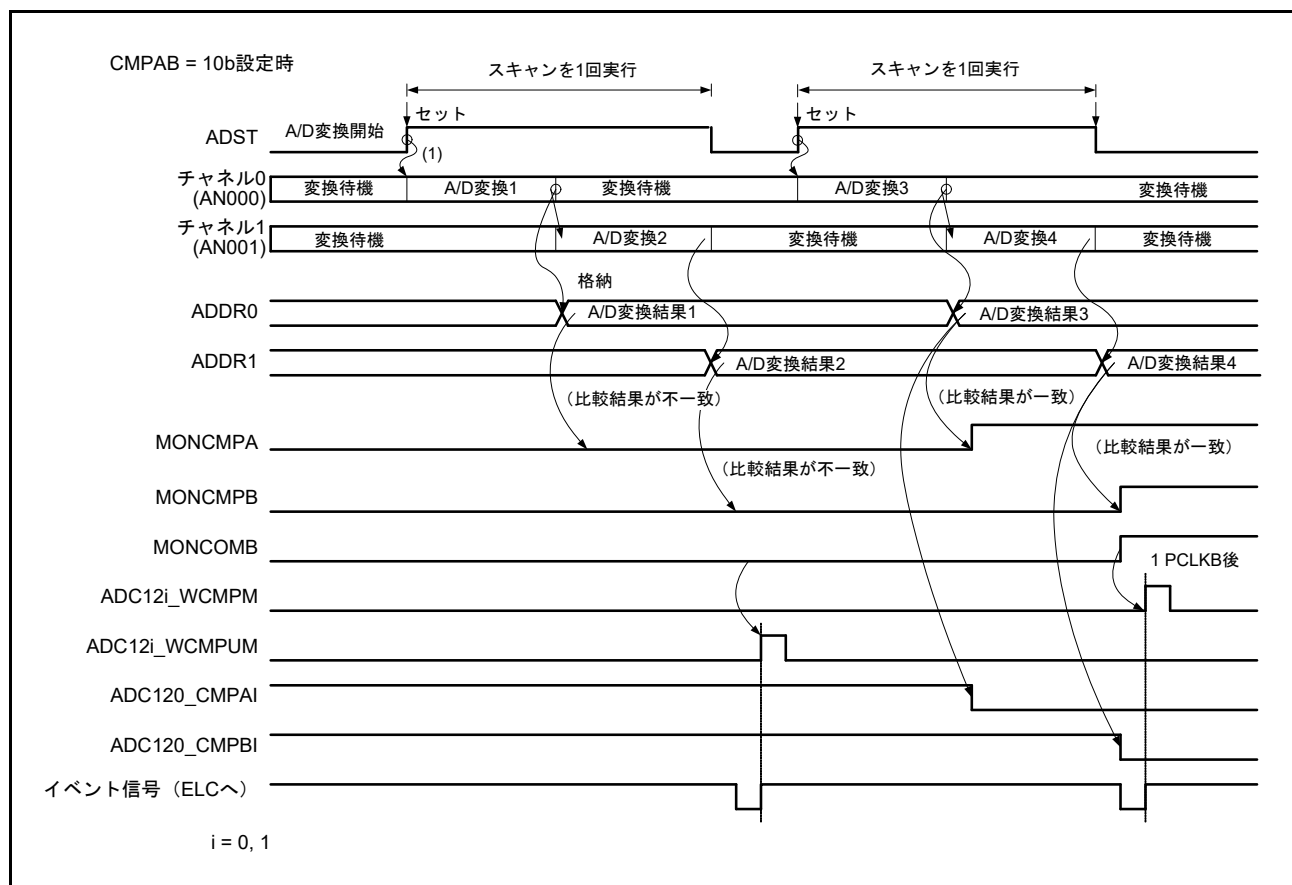 CMPAB = 10b設定時
スキャンを1回実行
スキャンを1回実行
セット
セット
ADST
A/D変換開始
(1)
チャネル0
(AN000)
変換待機
A/D変換1
変換待機
A/D変換3
変換待機
チャネル1
(AN001)
変換待機
A/D変換2
変換待機
A/D変換4
変換待機
格納
ADDR0
A/D変換結果1
A/D変換結果3
ADDR1
A/D変換結果2
A/D変換結果4
（比較結果が不一致）
（比較結果が一致）
MONCMPA
（比較結果が不一致）
（比較結果が一致）
MONCMPB
MONCOMB
1 PCLKB後
ADC12i_WCMPM
ADC12i_WCMPUM
ADC120_CMPAI
ADC120_CMPBI
イベント信号（ELCへ）
i = 0, 1